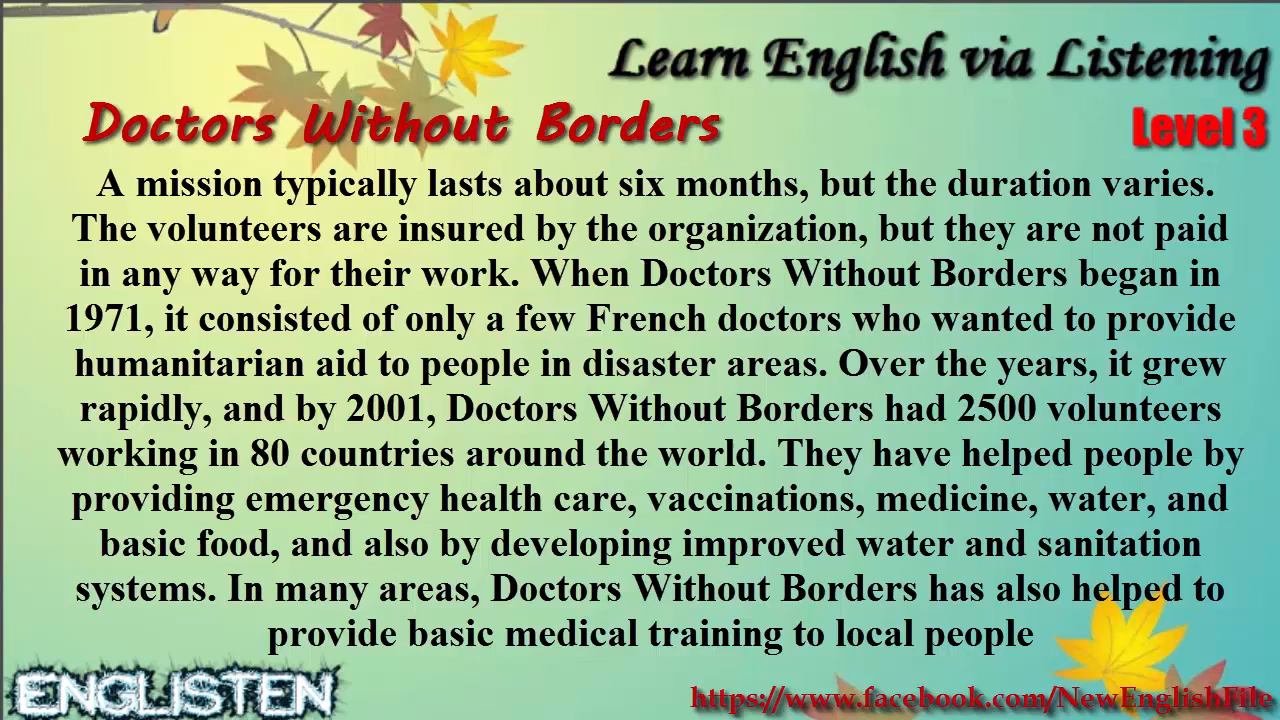 Learn English via Listening
Doctors Without Borders
Level 3
A mission typically lasts about six months, but the duration varies.
The volunteers are insured by the organization, but they are not paid
in any way for their work. When Doctors Without Borders began in
1971, it consisted of only a few French doctors who wanted to provide
humanitarian aid to people in disaster areas. Over the years, it grew
rapidly, and by 2001, Doctors Without Borders had 2500 volunteers
working in 80 countries around the world. They have helped people by
providing emergency health care, vaccinations, medicine, water, and
basic food, and also by developing improved water and sanitation
systems. In many areas, Doctors Without Borders has also helped to
provide basic medical training to local people
ENGLISTEN
https://www.facebook.com/NewEnglishFile